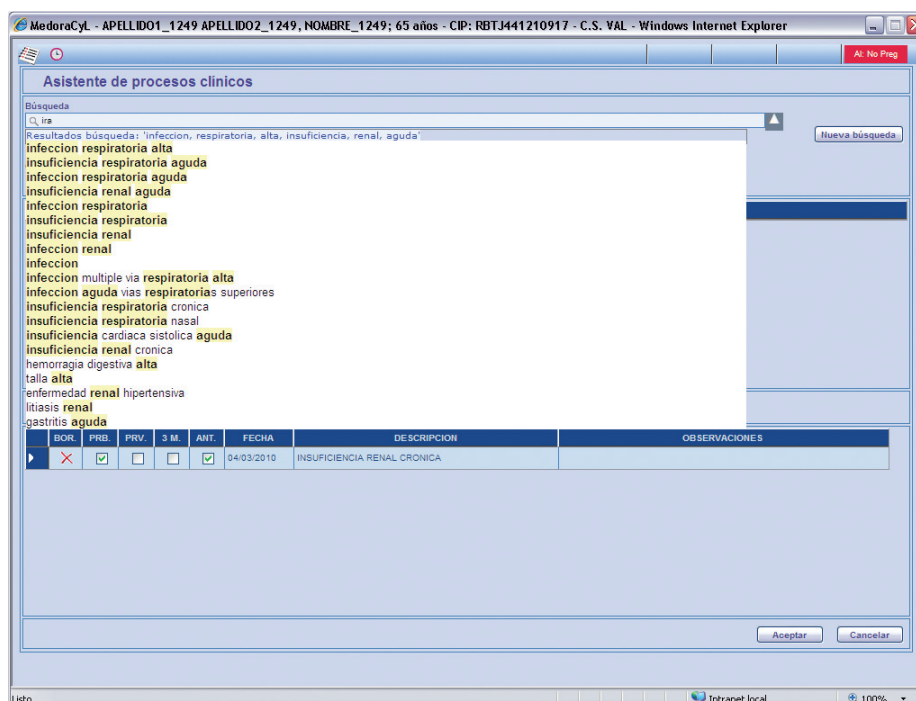 MedoraCyL - APELLIDO1_1249 APELLIDO2_1249, NOMBRE_1249; 65 años - CIP: RBTJ441210917 - C.S. VAL - Windows Internet Explorer
Al: No Preg
Asistente de procesos clinicos
Búsqueda
ira
Resultados búsqueda: 'infeccion, respiratoria, alta, insuficiencia, renal, aguda'
Nueva búsqueda
infeccion respiratoria alta
insuficiencia respiratoria aguda
infeccion respiratoria aguda
insuficiencia renal aguda
infeccion respiratoria
insuficiencia respiratoria
insuficiencia renal
infeccion renal
infeccion
infeccion multiple via respiratoria alta
infeccion aguda vias respiratorias superiores
insuficiencia respiratoria cronica
insuficiencia respiratoria nasal
insuficiencia cardiaca sistolica aguda
insuficiencia renal cronica
hemorragia digestiva alta
talla alta
enfermedad renal hipertensiva
litiasis renal
gastritis aguda
BOR. PRB. PRV. 3 M. ANT. FECHA DESCRIPCION OBSERVACIONES
04/03/2010 INSUFICIENCIA RENAL CRONICA
Aceptar Cancelar
Listo Intranet local 100%